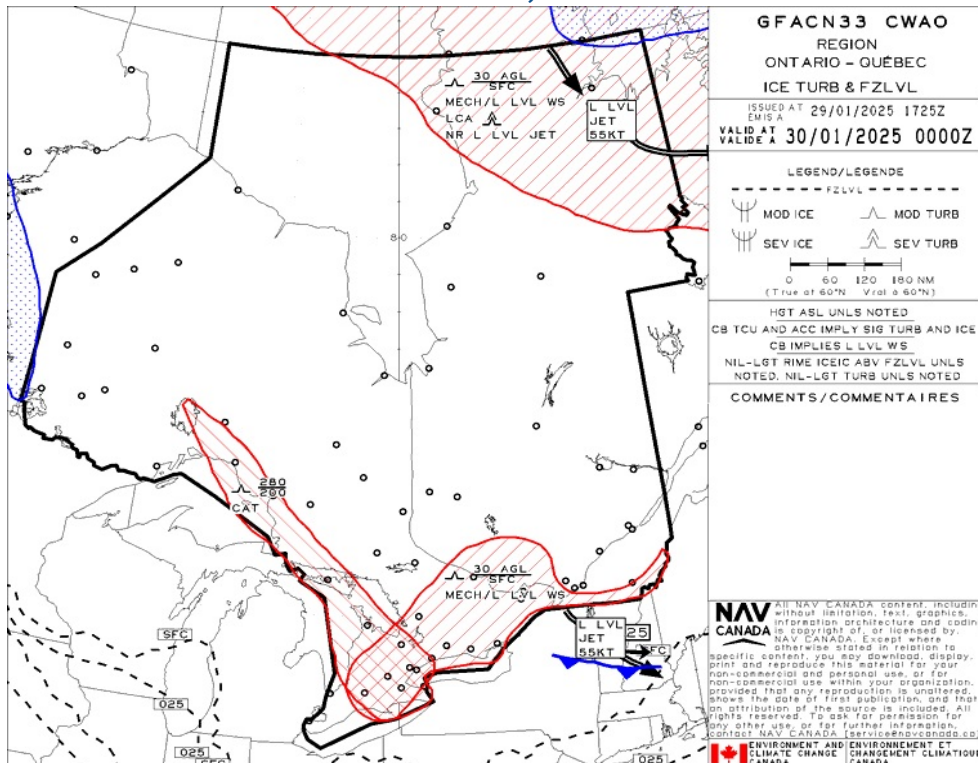 GFACN33 CWAO
REGION
ONTARIO – QUÉBEC
ICE TURB & FZLVL
ISSUED AT
ÉMIS A
29/01/2025 1725Z
VALID AT
VALIDE A
30/01/2025 0000Z
LEGEND/LÉGENDE
FZLVL
MOD ICE
MOD TURB
SEV ICE
SEV TURB
0 60 120 180 NM
(True at 60°N Vrai à 60°N)
HGT ASL UNLS NOTED
CB TCU AND ACC IMPLY SIG TURB AND ICE
CB IMPLIES L LVL WS
NIL-LGT RIME ICEIC ABV FZLVL UNLS
NOTED. NIL-LGT TURB UNLS NOTED
COMMENTS/COMMENTAIRES
30 AGL
SFC
MECH/L LVL WS
LCA
NR L LVL JET
L LVL
JET
55KT
80
280
200
CAT
30 AGL
SFC
MECH/L LVL WS
L LVL
JET
55KT
25
SFC
SFC
025
025
SFC
025
NAV
CANADA
All NAV CANADA content, including
without limitation, text, graphics,
information architecture and coding
is copyright of, or licensed by,
NAV CANADA. Except where
otherwise stated in relation to
specific content, you may download, display,
print and reproduce this material for your
non-commercial and personal use, or for
non-commercial use within your organization,
provided that any reproduction is unaltered,
shows the date of first publication, and that
an attribution of the source is included. All
rights reserved. To ask for permission for
any other use, or for further information,
contact NAV CANADA [service@navcanada.ca]
ENVIRONMENT AND
CLIMATE CHANGE
CANADA
ENVIRONNEMENT ET
CHANGEMENT CLIMATIQUE
CANADA